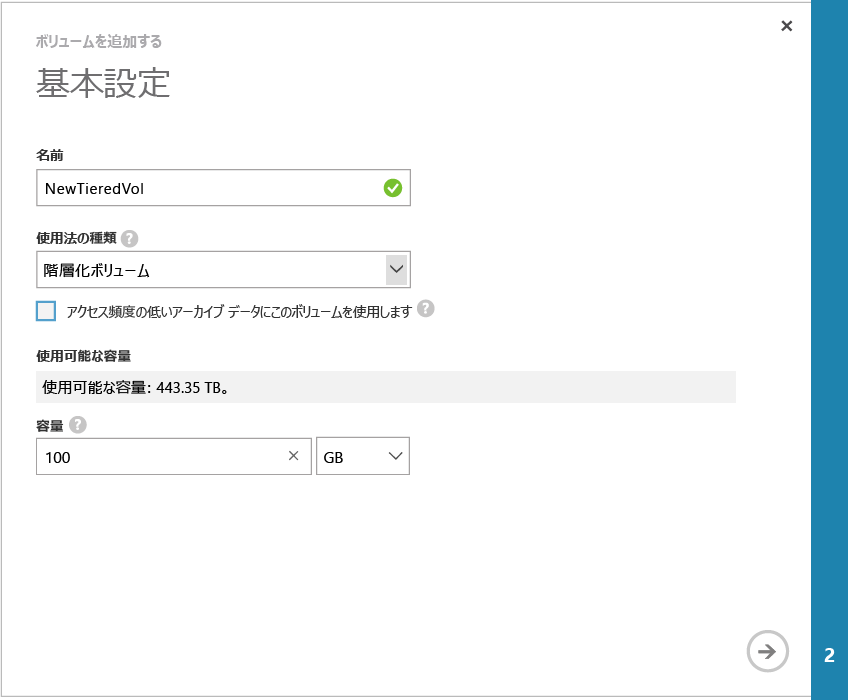 ボリュームを追加する
基本設定
名前
NewTieredVol
使用法の種類 ?
階層化ボリューム
アクセス頻度の低いアーカイブ データにこのボリュームを使用します ?
使用可能な容量
使用可能な容量: 443.35 TB。
容量 ?
100 GB
2